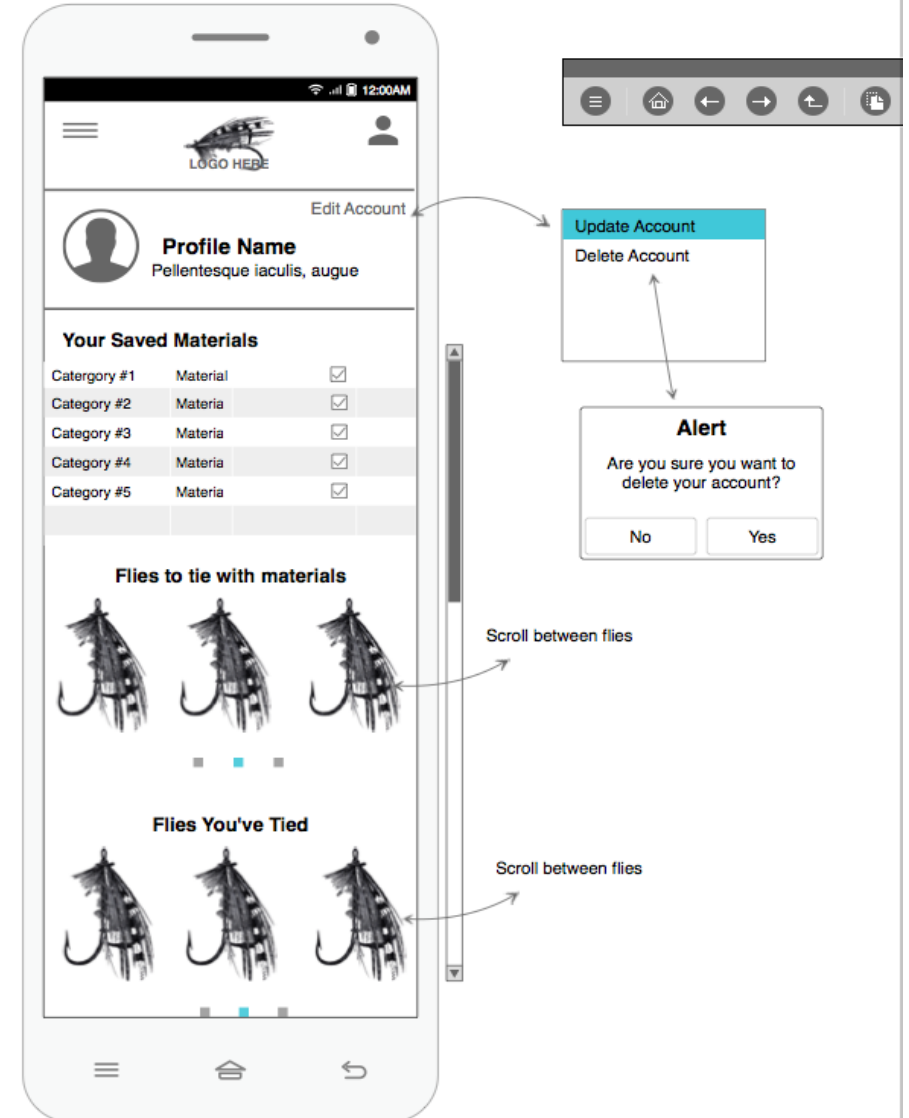 12:00AM
LOGO HERE
Edit Account
Profile Name
Pellentesque iaculis, augue
Your Saved Materials
Catergory #1 Material
Category #2 Materia
Category #3 Materia
Category #4 Materia
Category #5 Materia
Flies to tie with materials
Flies You've Tied
Update Account
Delete Account
Alert
Are you sure you want to
delete your account?
No Yes
Scroll between flies
Scroll between flies